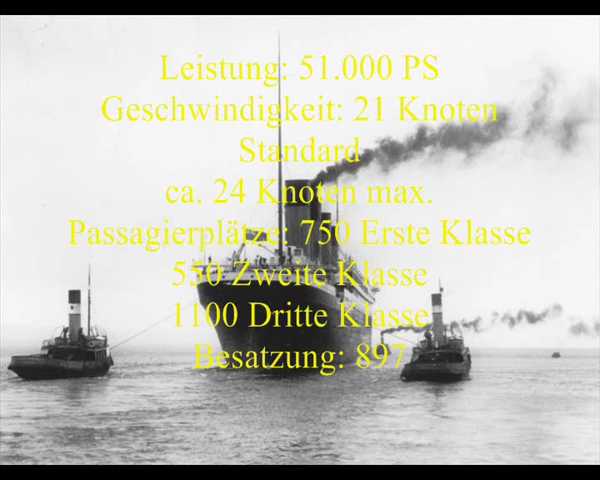 Leistung: 51.000 PS
Geschwindigkeit: 21 Knoten
Standard
ca. 24 Knoten max.
Passagierplätze: 750 Erste Klasse
550 Zweite Klasse
1100 Dritte Klasse
Besatzung: 897